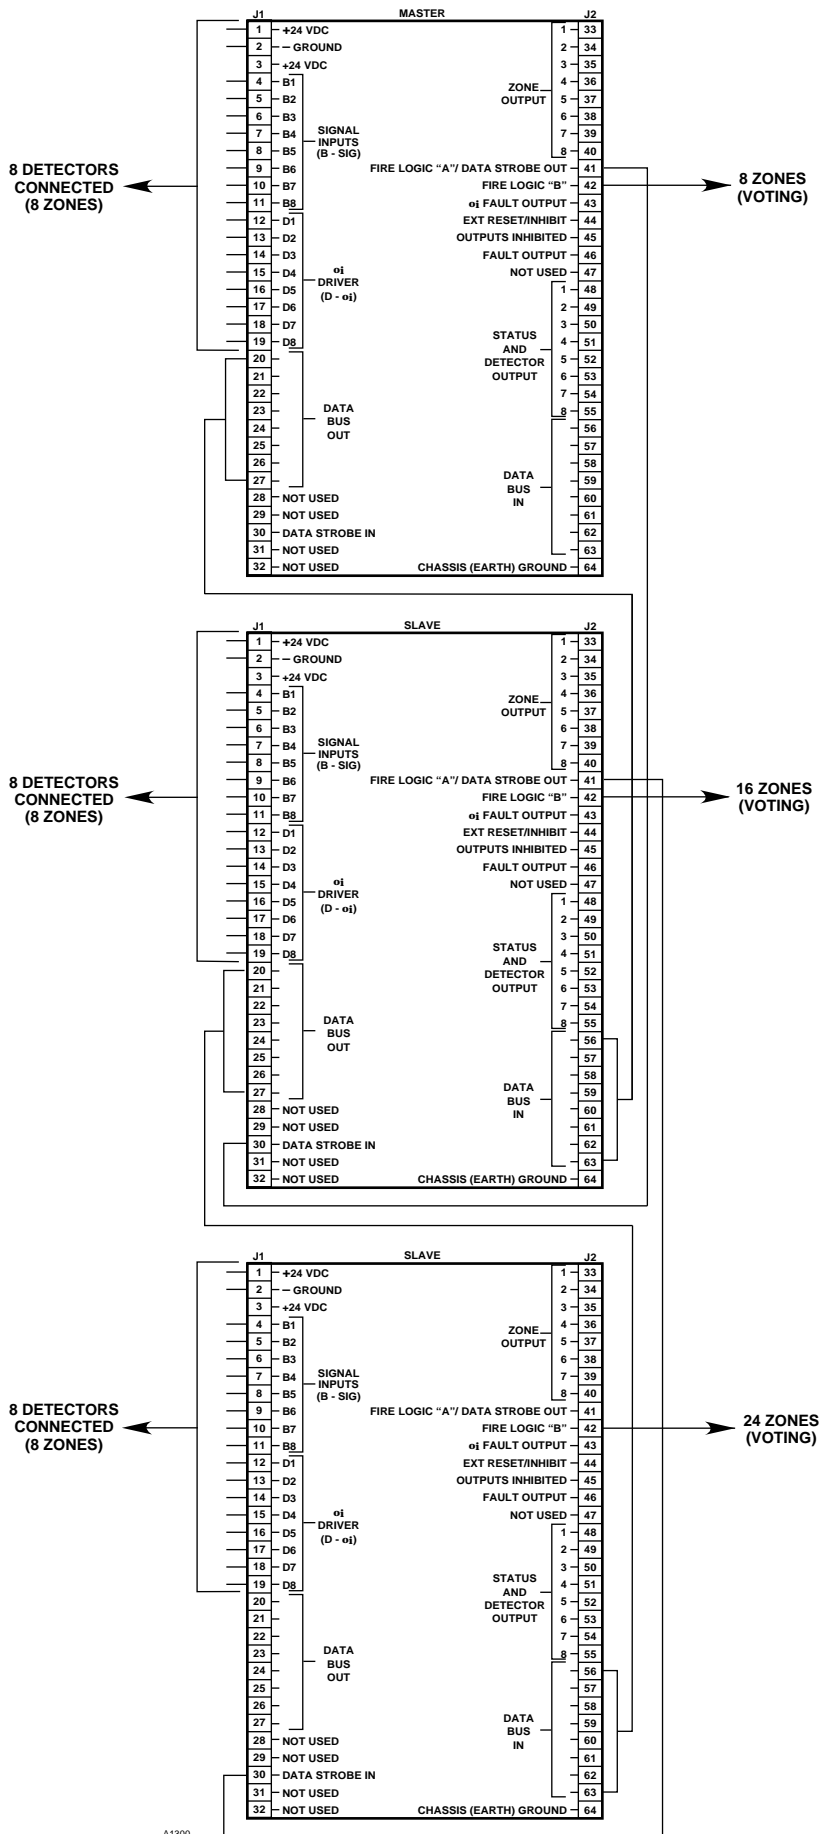 J1 MASTER J2
1 +24 VDC 1 33
2 – GROUND 2 34
3 +24 VDC 3 35
4 B1 4 36
5 B2 5 37
6 B3 6 38
7 B4 7 39
8 B5 8 40
9 B6 FIRE LOGIC “A”/ DATA STROBE OUT 41
10 B7 FIRE LOGIC “B” 42
11 B8 oi FAULT OUTPUT 43
12 D1 EXT RESET/INHIBIT 44
13 D2 OUTPUTS INHIBITED 45
14 D3 FAULT OUTPUT 46
15 D4 NOT USED 47
16 D5 1 48
17 D6 2 49
18 D7 3 50
19 D8 4 51
20 5 52
21 6 53
22 7 54
23 8 55
24 56
25 57
26 58
27 59
28 NOT USED 60
29 NOT USED 61
30 DATA STROBE IN 62
31 NOT USED 63
32 NOT USED CHASSIS (EARTH) GROUND 64
8 DETECTORS
CONNECTED
(8 ZONES)
SIGNAL
INPUTS
(B - SIG)
oi
DRIVER
(D - oi)
DATA
BUS
OUT
ZONE
OUTPUT
STATUS
AND
DETECTOR
OUTPUT
DATA
BUS
IN
8 ZONES
(VOTING)
J1 SLAVE J2
1 +24 VDC 1 33
2 – GROUND 2 34
3 +24 VDC 3 35
4 B1 4 36
5 B2 5 37
6 B3 6 38
7 B4 7 39
8 B5 8 40
9 B6 FIRE LOGIC “A”/ DATA STROBE OUT 41
10 B7 FIRE LOGIC “B” 42
11 B8 oi FAULT OUTPUT 43
12 D1 EXT RESET/INHIBIT 44
13 D2 OUTPUTS INHIBITED 45
14 D3 FAULT OUTPUT 46
15 D4 NOT USED 47
16 D5 1 48
17 D6 2 49
18 D7 3 50
19 D8 4 51
20 5 52
21 6 53
22 7 54
23 8 55
24 56
25 57
26 58
27 59
28 NOT USED 60
29 NOT USED 61
30 DATA STROBE IN 62
31 NOT USED 63
32 NOT USED CHASSIS (EARTH) GROUND 64
8 DETECTORS
CONNECTED
(8 ZONES)
SIGNAL
INPUTS
(B - SIG)
oi
DRIVER
(D - oi)
DATA
BUS
OUT
ZONE
OUTPUT
STATUS
AND
DETECTOR
OUTPUT
DATA
BUS
IN
16 ZONES
(VOTING)
J1 SLAVE J2
1 +24 VDC 1 33
2 – GROUND 2 34
3 +24 VDC 3 35
4 B1 4 36
5 B2 5 37
6 B3 6 38
7 B4 7 39
8 B5 8 40
9 B6 FIRE LOGIC “A”/ DATA STROBE OUT 41
10 B7 FIRE LOGIC “B” 42
11 B8 oi FAULT OUTPUT 43
12 D1 EXT RESET/INHIBIT 44
13 D2 OUTPUTS INHIBITED 45
14 D3 FAULT OUTPUT 46
15 D4 NOT USED 47
16 D5 1 48
17 D6 2 49
18 D7 3 50
19 D8 4 51
20 5 52
21 6 53
22 7 54
23 8 55
24 56
25 57
26 58
27 59
28 NOT USED 60
29 NOT USED 61
30 DATA STROBE IN 62
31 NOT USED 63
32 NOT USED CHASSIS (EARTH) GROUND 64
8 DETECTORS
CONNECTED
(8 ZONES)
SIGNAL
INPUTS
(B - SIG)
oi
DRIVER
(D - oi)
DATA
BUS
OUT
ZONE
OUTPUT
STATUS
AND
DETECTOR
OUTPUT
DATA
BUS
IN
24 ZONES
(VOTING)